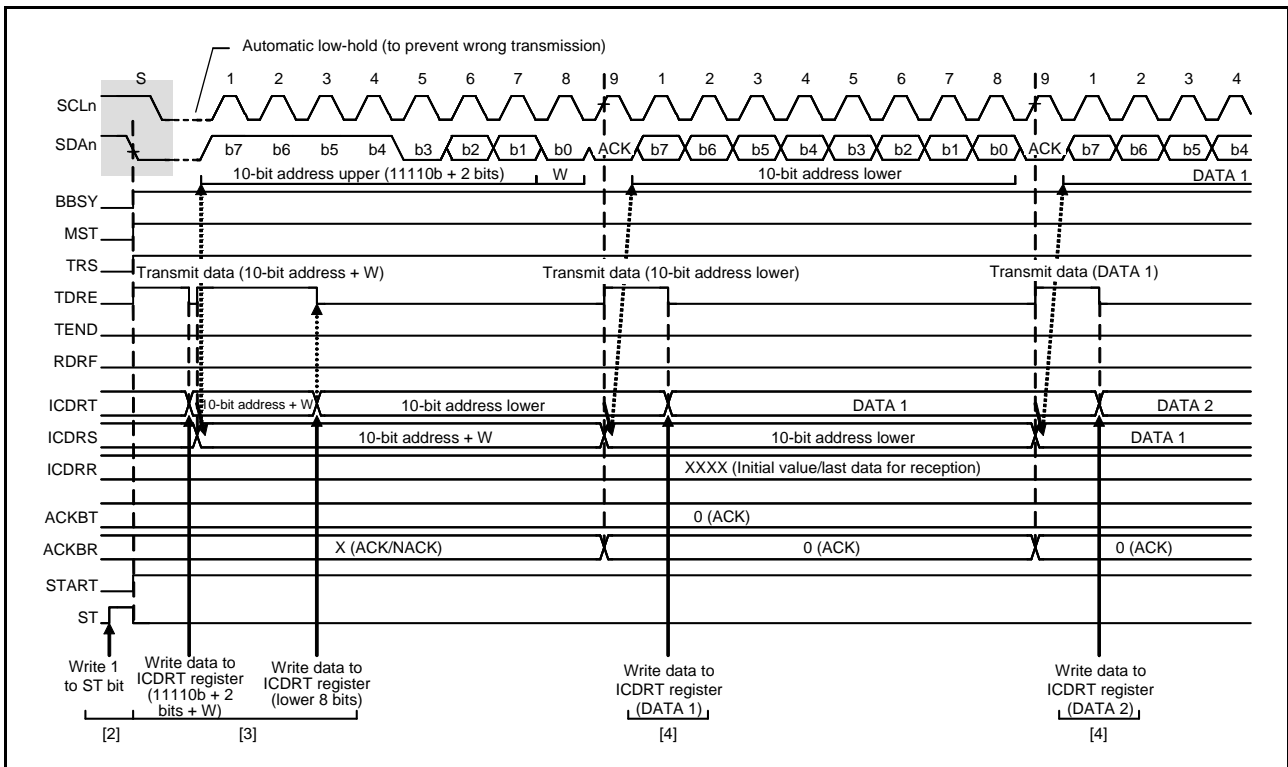 Automatic low-hold (to prevent wrong transmission)
S 1 2 3 4 5 6 7 8 9 1 2 3 4 5 6 7 8 9 1 2 3 4
SCLn
SDAn b7 b6 b5 b4 b3 b2 b1 b0 ACK b7 b6 b5 b4 b3 b2 b1 b0 ACK b7 b6 b5 b4
10-bit address upper (11110b + 2 bits) W 10-bit address lower DATA 1
BBSY
MST
TRS
Transmit data (10-bit address + W) Transmit data (10-bit address lower) Transmit data (DATA 1)
TDRE
TEND
RDRF
ICDRT 10-bit address + W 10-bit address lower DATA 1 DATA 2
ICDRS 10-bit address + W 10-bit address lower DATA 1
ICDRR XXXX (Initial value/last data for reception)
ACKBT 0 (ACK)
ACKBR X (ACK/NACK) 0 (ACK) 0 (ACK)
START
ST
Write 1
to ST bit
Write data to
ICDRT register
(11110b + 2
bits + W)
Write data to
ICDRT register
(lower 8 bits)
Write data to
ICDRT register
(DATA 1)
Write data to
ICDRT register
(DATA 2)
[2] [3] [4] [4]